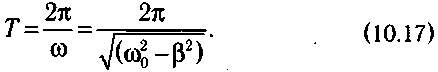 T = 2π/ω = 2π/√(ω₀² − β²). (10.17)